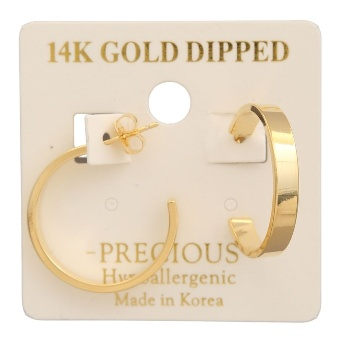 14K GOLD DIPPED
-PRECIOUS
Hypoallergenic
Made in Korea